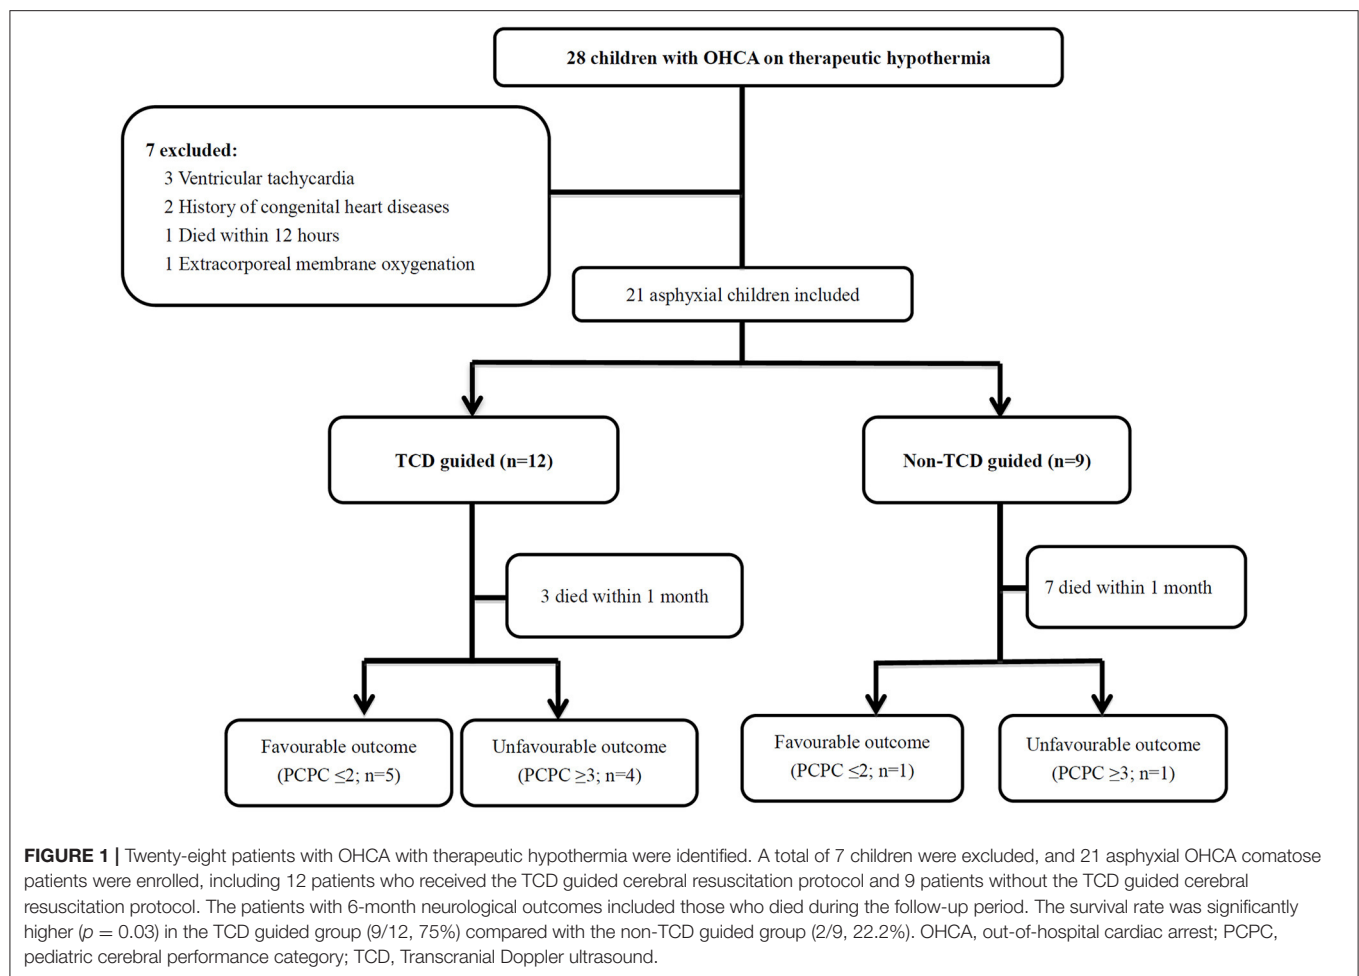 28 children with OHCA on therapeutic hypothermia
7 excluded:
3 Ventricular tachycardia
2 History of congenital heart diseases
1 Died within 12 hours
1 Extracorporeal membrane oxygenation
21 asphyxial children included
TCD guided (n=12)
Non-TCD guided (n=9)
3 died within 1 month
7 died within 1 month
Favourable outcome
(PCPC ≤2; n=5)
Unfavourable outcome
(PCPC ≥3; n=4)
Favourable outcome
(PCPC ≤2; n=1)
Unfavourable outcome
(PCPC ≥3; n=1)
FIGURE 1 | Twenty-eight patients with OHCA with therapeutic hypothermia were identified. A total of 7 children were excluded, and 21 asphyxial OHCA comatose
patients were enrolled, including 12 patients who received the TCD guided cerebral resuscitation protocol and 9 patients without the TCD guided cerebral
resuscitation protocol. The patients with 6-month neurological outcomes included those who died during the follow-up period. The survival rate was significantly
higher (p = 0.03) in the TCD guided group (9/12, 75%) compared with the non-TCD guided group (2/9, 22.2%). OHCA, out-of-hospital cardiac arrest; PCPC,
pediatric cerebral performance category; TCD, Transcranial Doppler ultrasound.